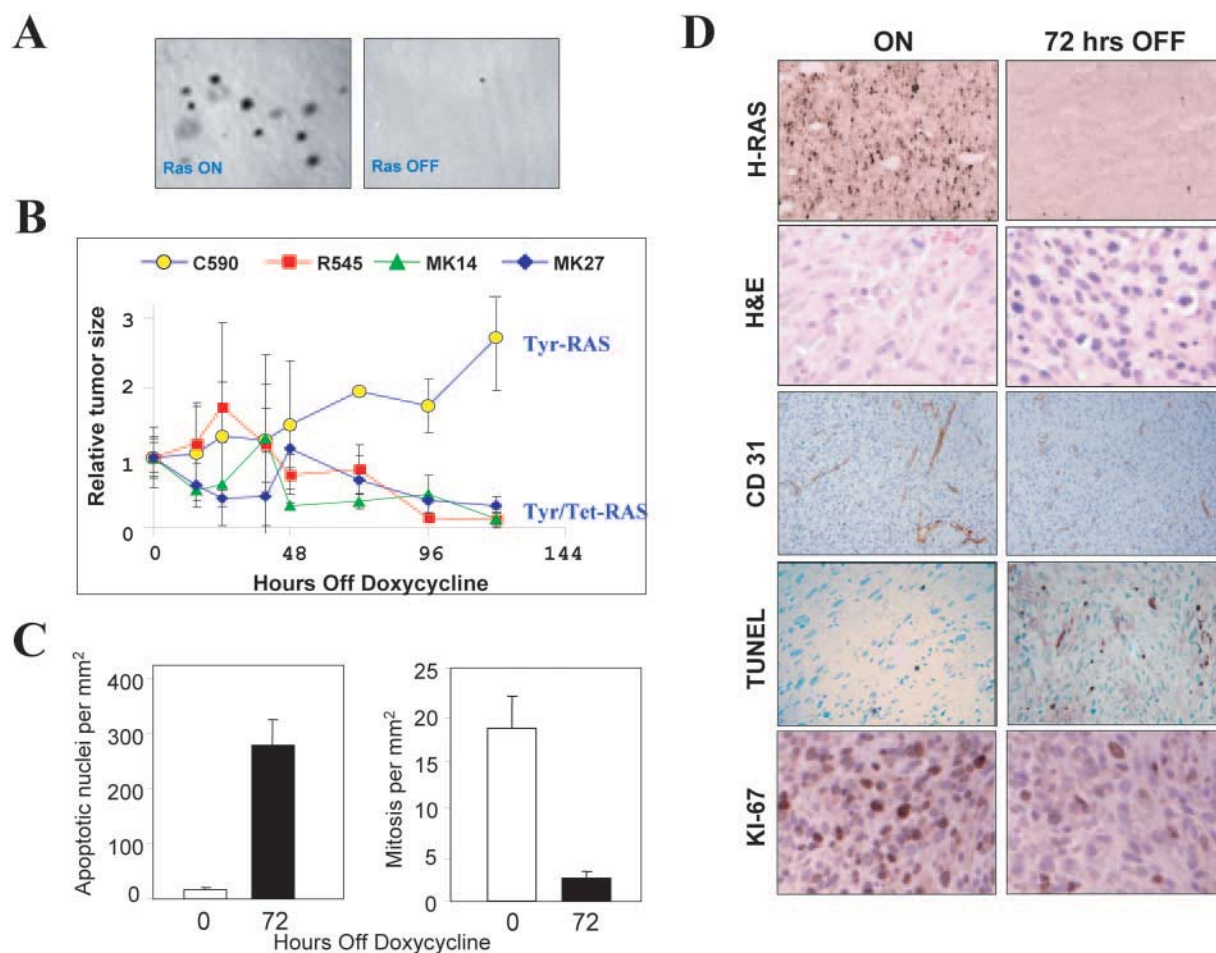 A
Ras ON
Ras OFF
B
C590 R545 MK14 MK27
Relative tumor size
3
2
1
0
Tyr-RAS
Tyr/Tet-RAS
0 48 96 144
Hours Off Doxycycline
C
Apoptotic nuclei per mm²
400
300
200
100
0
0 72
Mitosis per mm²
25
20
15
10
5
0
0 72
Hours Off Doxycycline
D
ON 72 hrs OFF
H-RAS
H&E
CD 31
TUNEL
KI-67